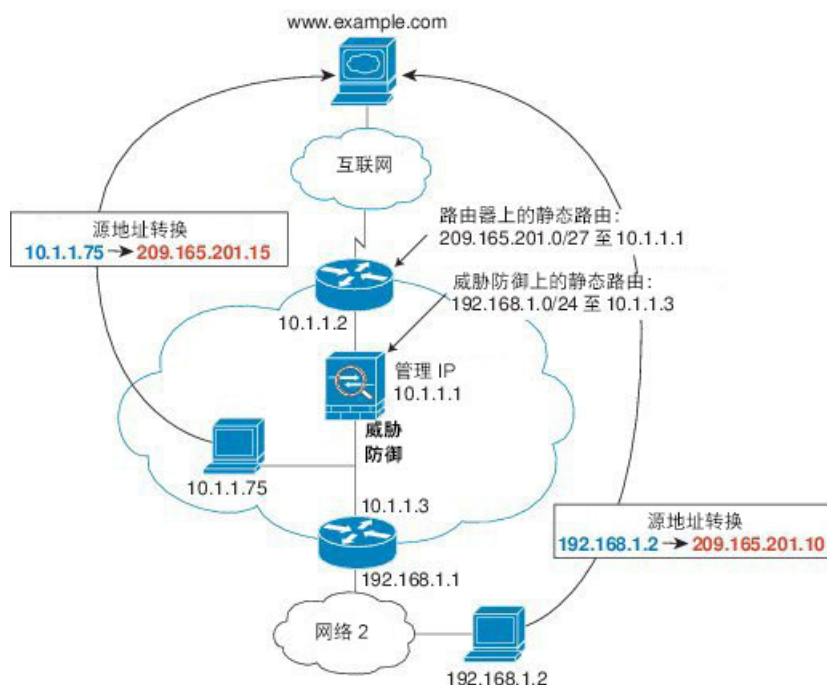 www.example.com
互联网
源地址转换
10.1.1.75 → 209.165.201.15
路由器上的静态路由:
209.165.201.0/27 至 10.1.1.1
威胁防御上的静态路由:
192.168.1.0/24 至 10.1.1.3
10.1.1.2
管理 IP
10.1.1.1
威胁
防御
10.1.1.75
10.1.1.3
源地址转换
192.168.1.2 → 209.165.201.10
192.168.1.1
网络 2
192.168.1.2